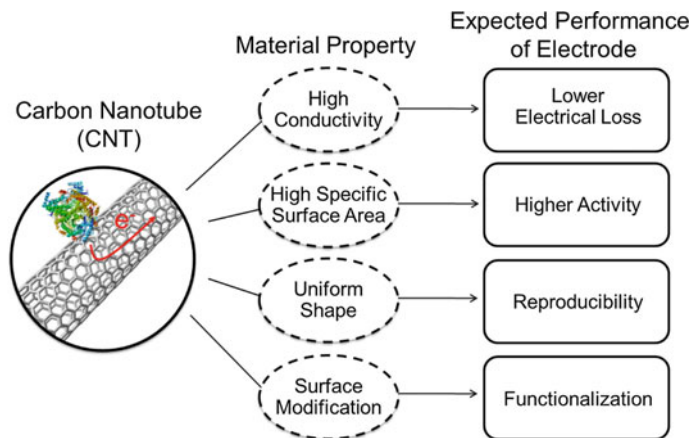 Material Property
Expected Performance
of Electrode
Carbon Nanotube
(CNT)
e-
High
Conductivity
Lower
Electrical Loss
High Specific
Surface Area
Higher Activity
Uniform
Shape
Reproducibility
Surface
Modification
Functionalization